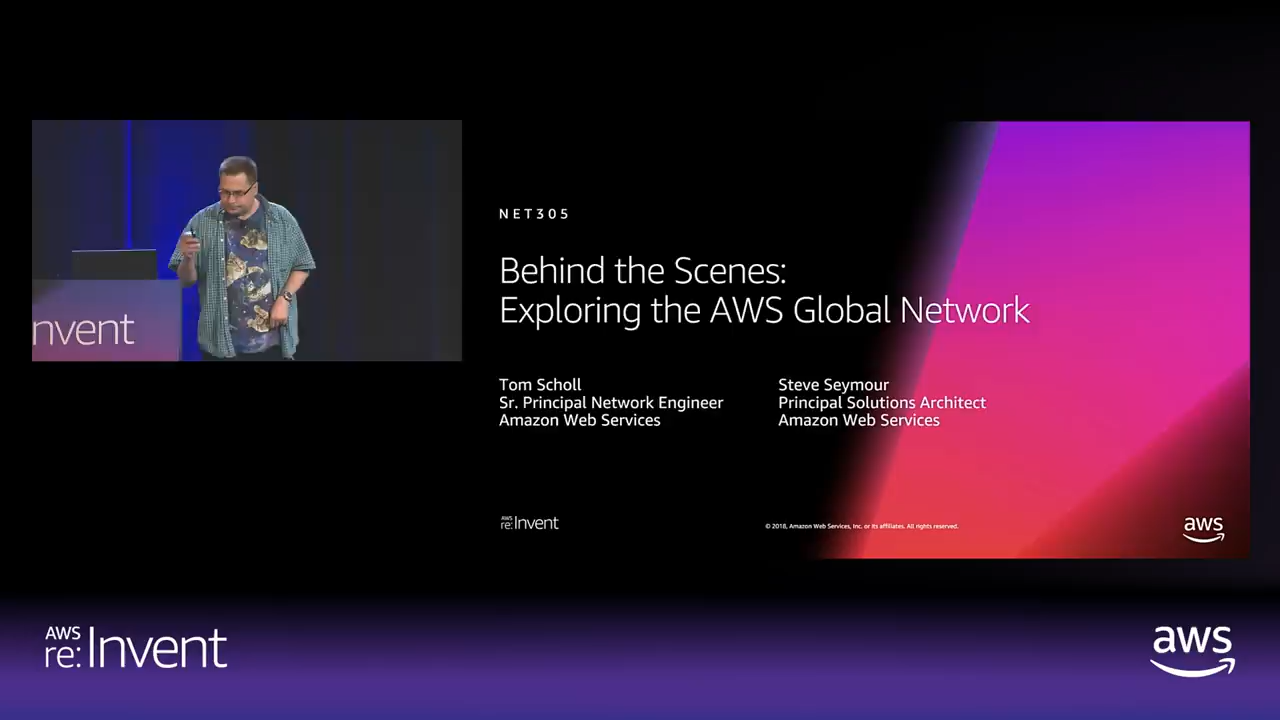 nvent
NET305
Behind the Scenes:
Exploring the AWS Global Network
Tom Scholl
Sr. Principal Network Engineer
Amazon Web Services
Steve Seymour
Principal Solutions Architect
Amazon Web Services
AWS
re:Invent
© 2018, Amazon Web Services, Inc. or its affiliates. All rights reserved.
aws
AWS
re:Invent
aws